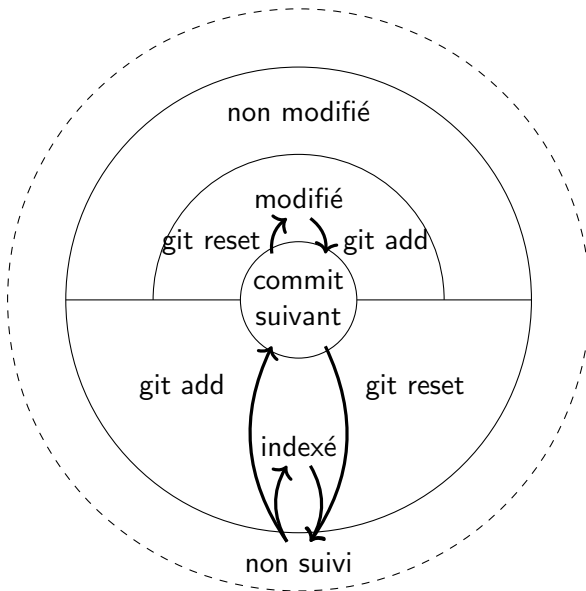 non modifié
modifié
git reset
git add
commit
suivant
git add
git reset
indexé
non suivi